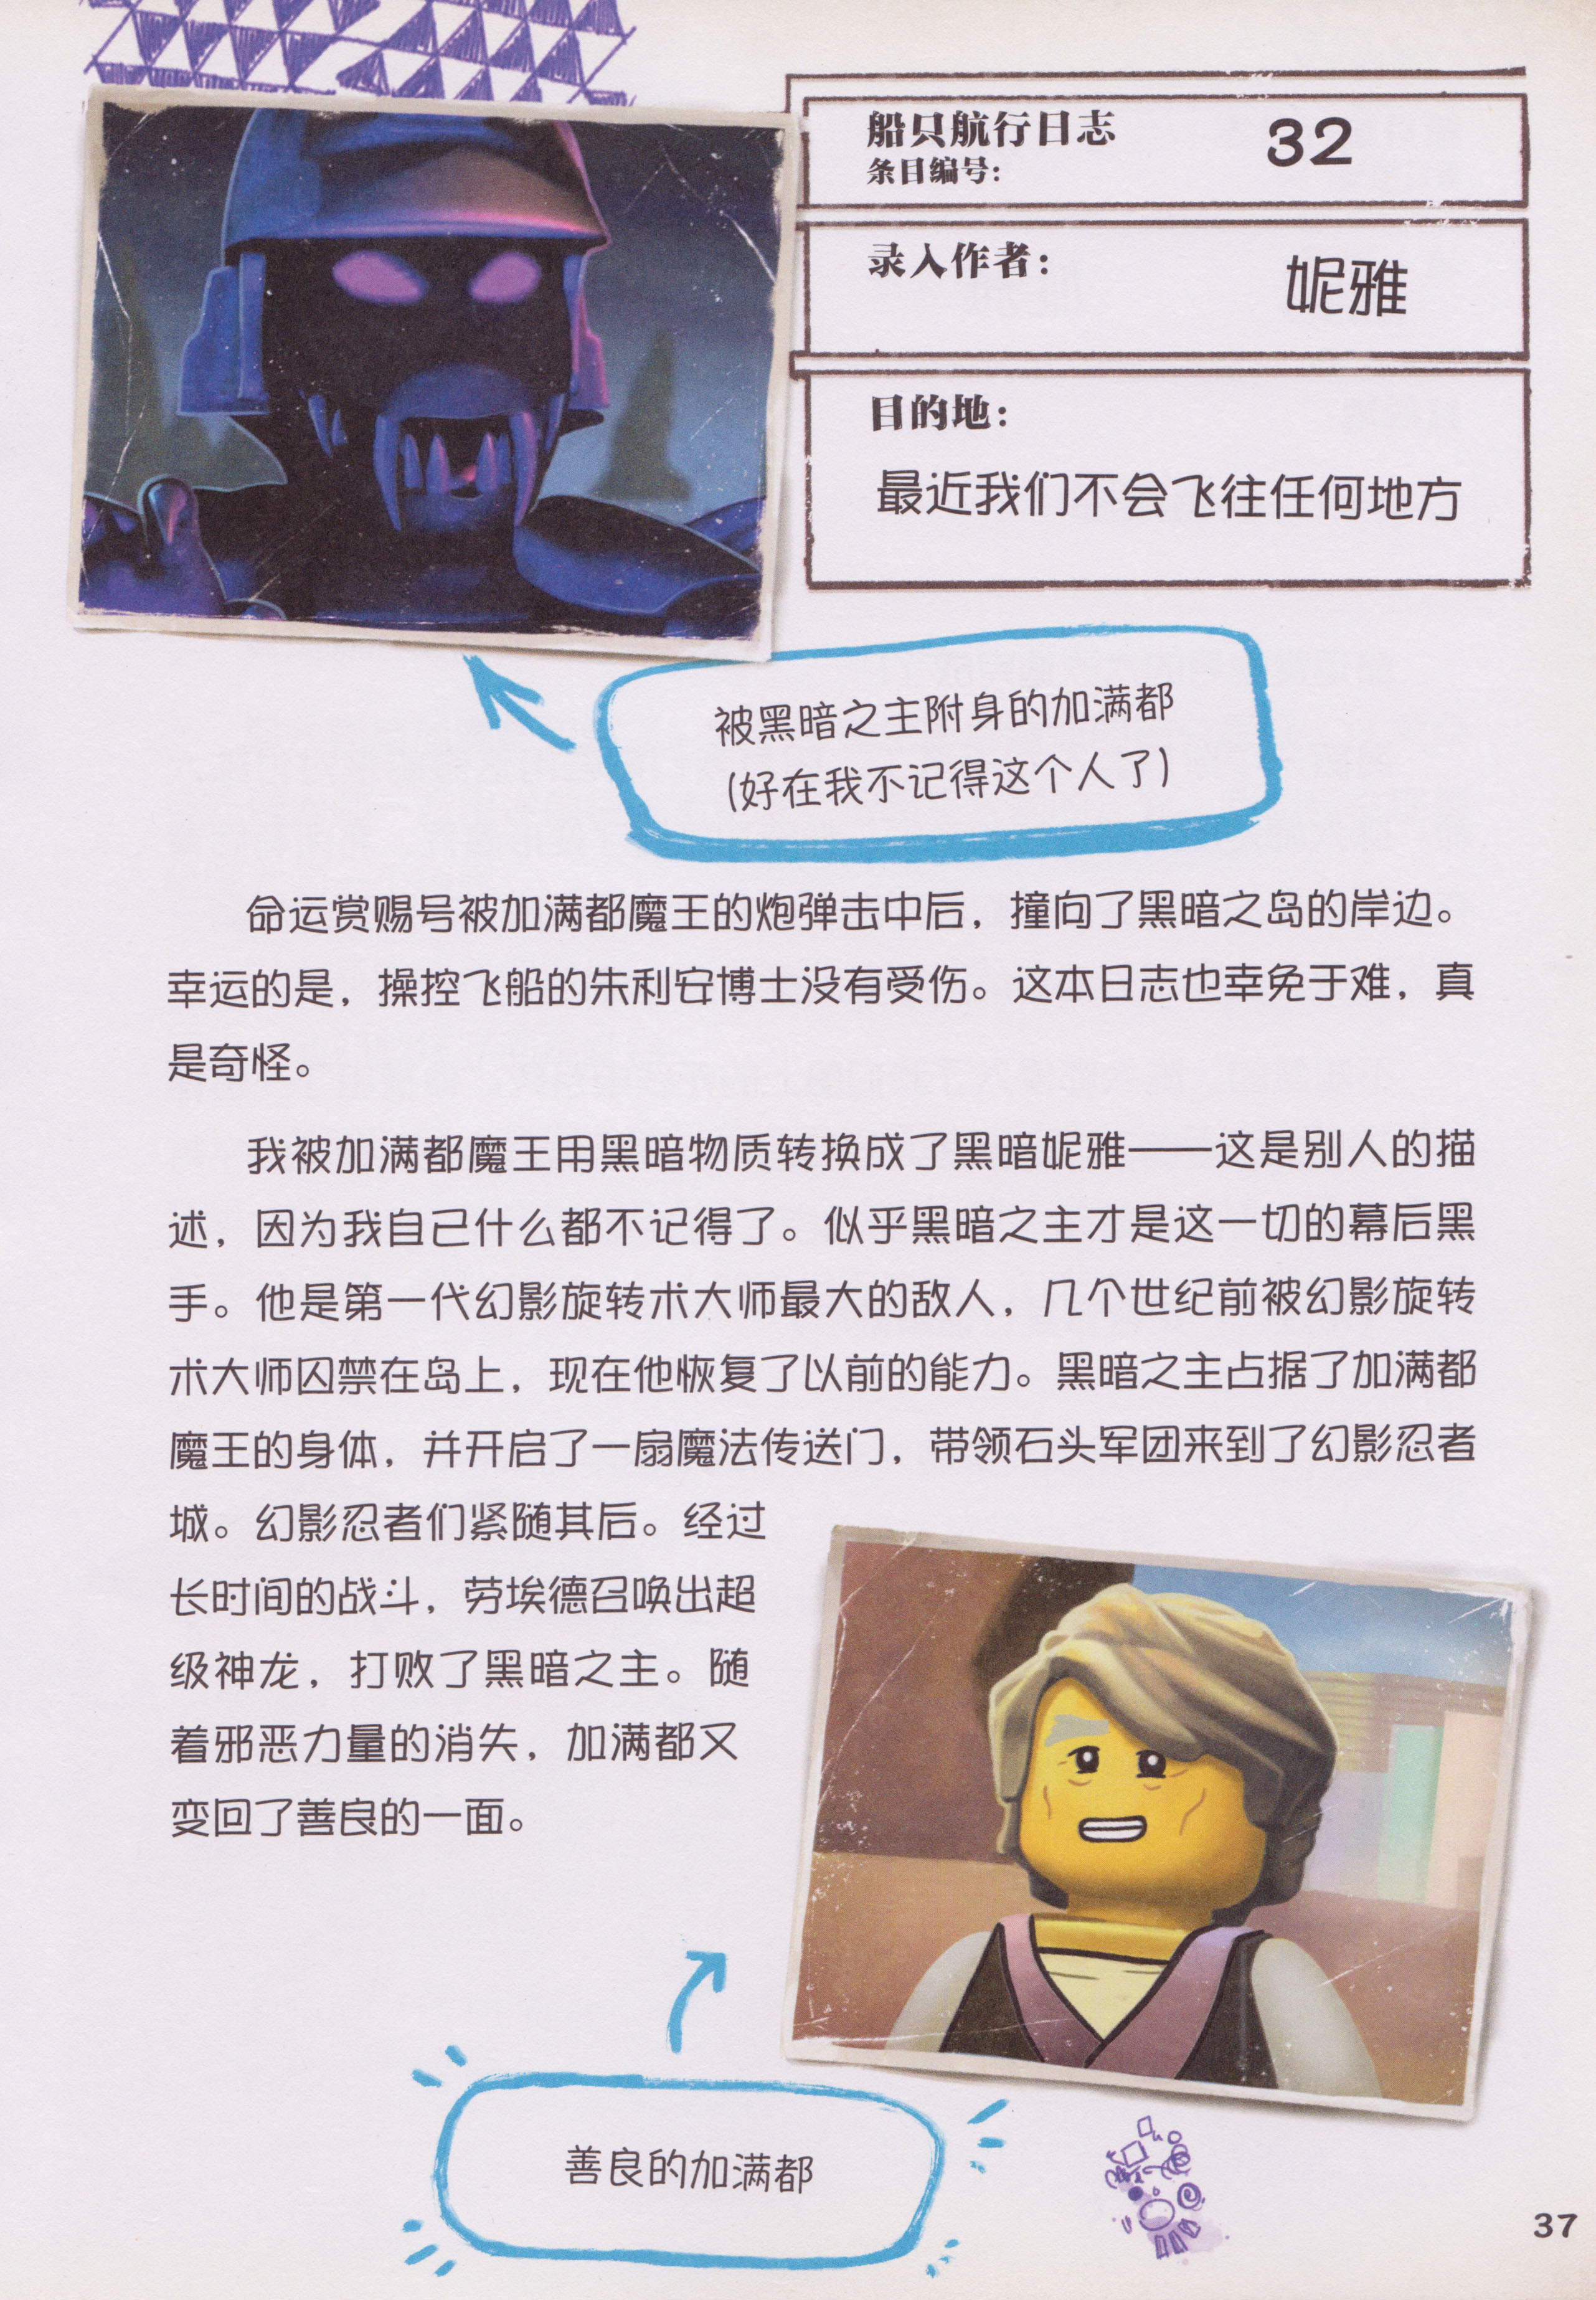 船只航行日志
条目编号： 32
录入作者：
妮雅
目的地：
最近我们不会飞往任何地方
被黑暗之主附身的加满都
(好在我不记得这个人了)
命运赏赐号被加满都魔王的炮弹击中后，撞向了黑暗之岛的岸边。
幸运的是，操控飞船的朱利安博士没有受伤。这本日志也幸免于难，真
是奇怪。
我被加满都魔王用黑暗物质转换成了黑暗妮雅——这是别人的描
述，因为我自己什么都不记得了。似乎黑暗之主才是这一切的幕后黑
手。他是第一代幻影旋转术大师最大的敌人，几个世纪前被幻影旋转
术大师囚禁在岛上，现在他恢复了以前的能力。黑暗之主占据了加满都
魔王的身体，并开启了一扇魔法传送门，带领石头军团来到了幻影忍者
城。幻影忍者们紧随其后。经过
长时间的战斗，劳埃德召唤出超
级神龙，打败了黑暗之主。随
着邪恶力量的消失，加满都又
变回了善良的一面。
善良的加满都
37